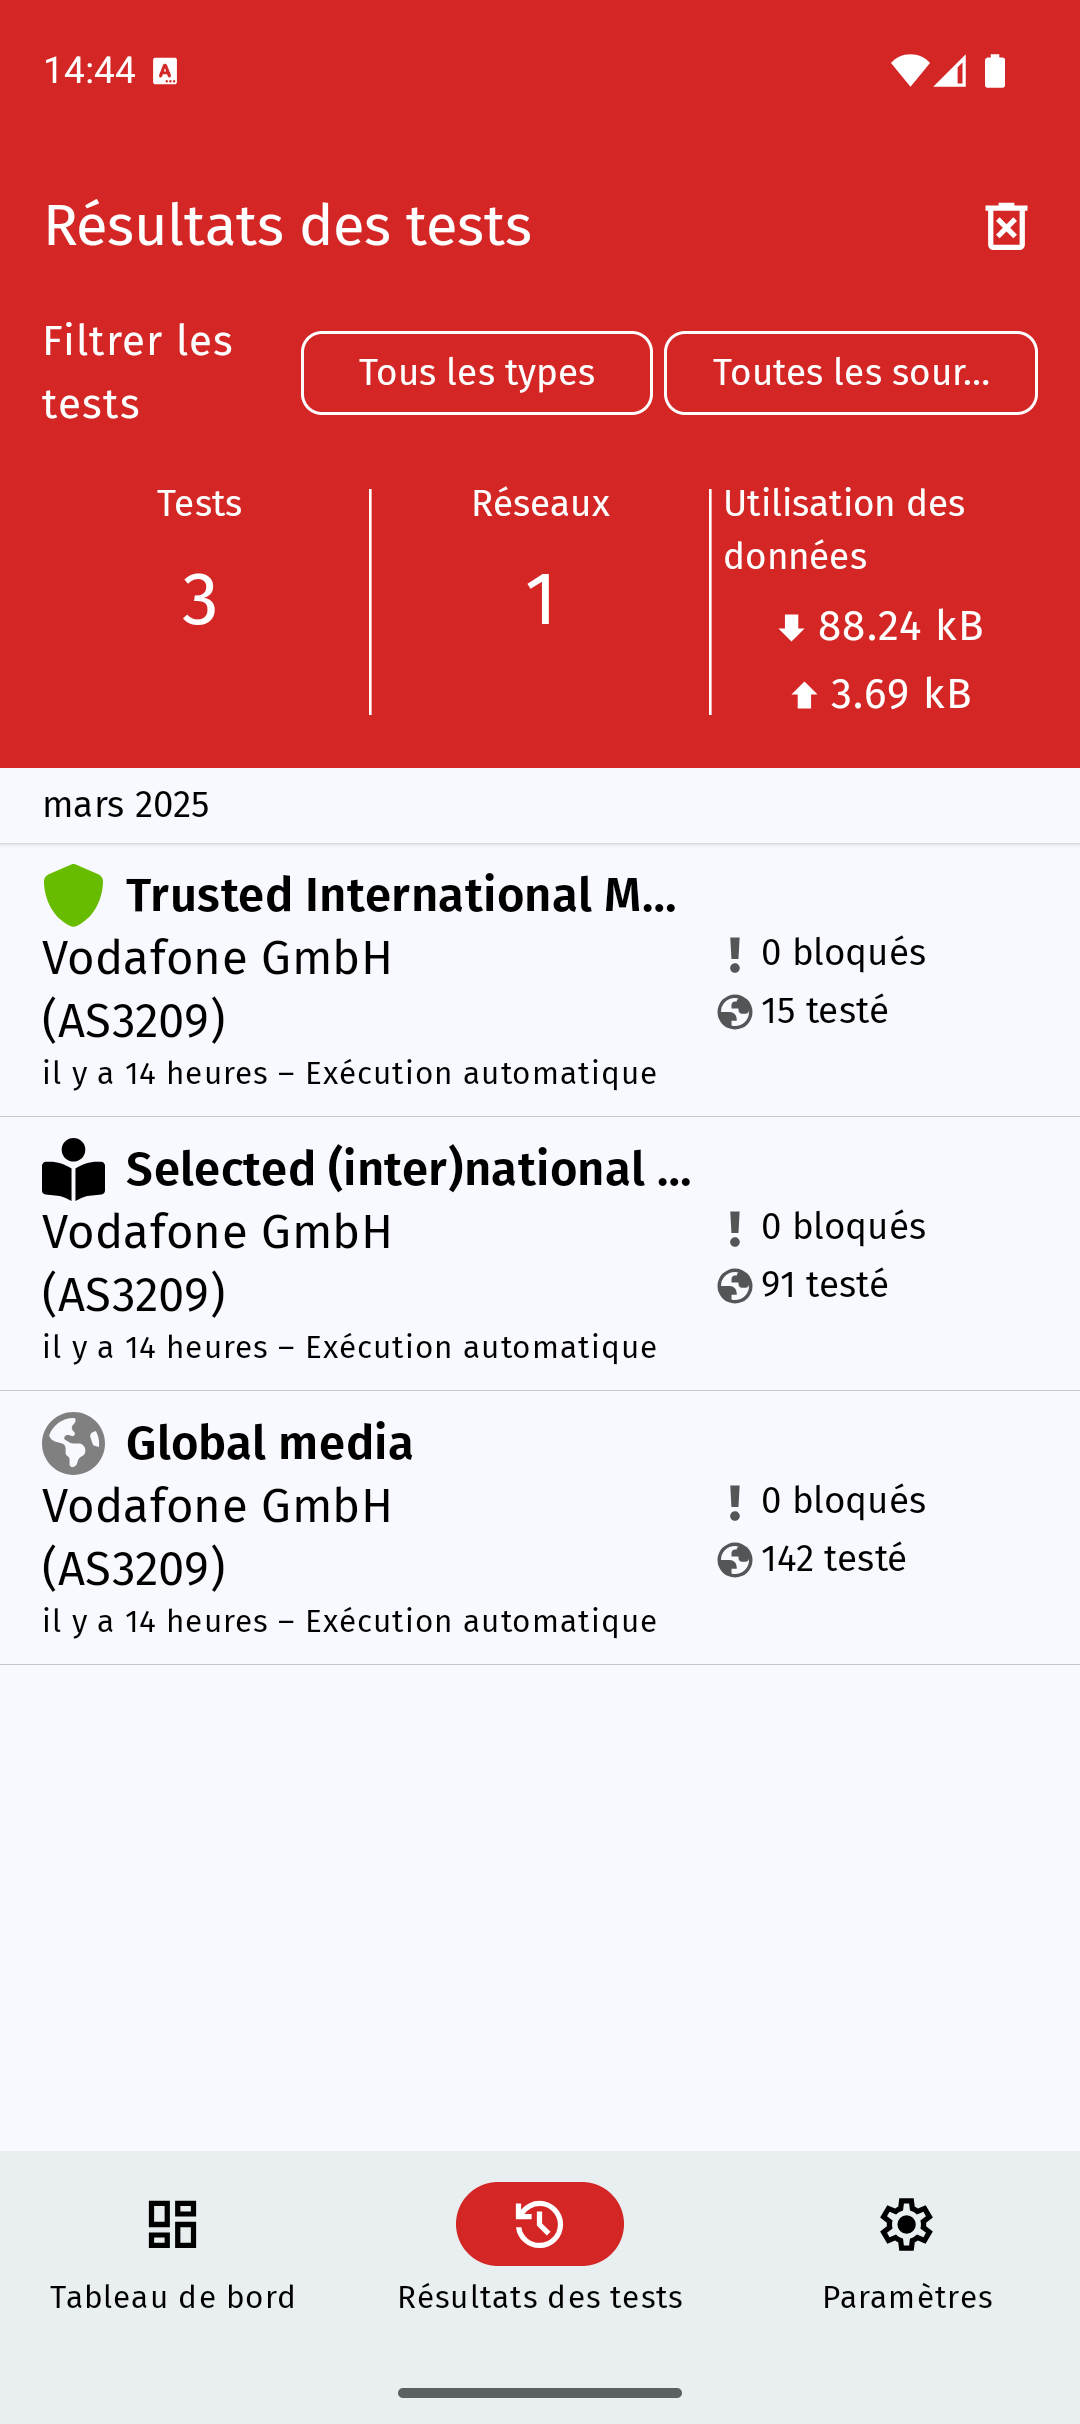 14:44
Résultats des tests
Filtrer les
tests
Tous les types
Toutes les sour...
Tests
3
Réseaux
1
Utilisation des
données
88.24 kB
3.69 kB
mars 2025
Trusted International M...
Vodafone GmbH
(AS3209)
0 bloqués
15 testé
il y a 14 heures – Exécution automatique
Selected (inter)national ...
Vodafone GmbH
(AS3209)
0 bloqués
91 testé
il y a 14 heures – Exécution automatique
Global media
Vodafone GmbH
(AS3209)
0 bloqués
142 testé
il y a 14 heures – Exécution automatique
Tableau de bord
Résultats des tests
Paramètres